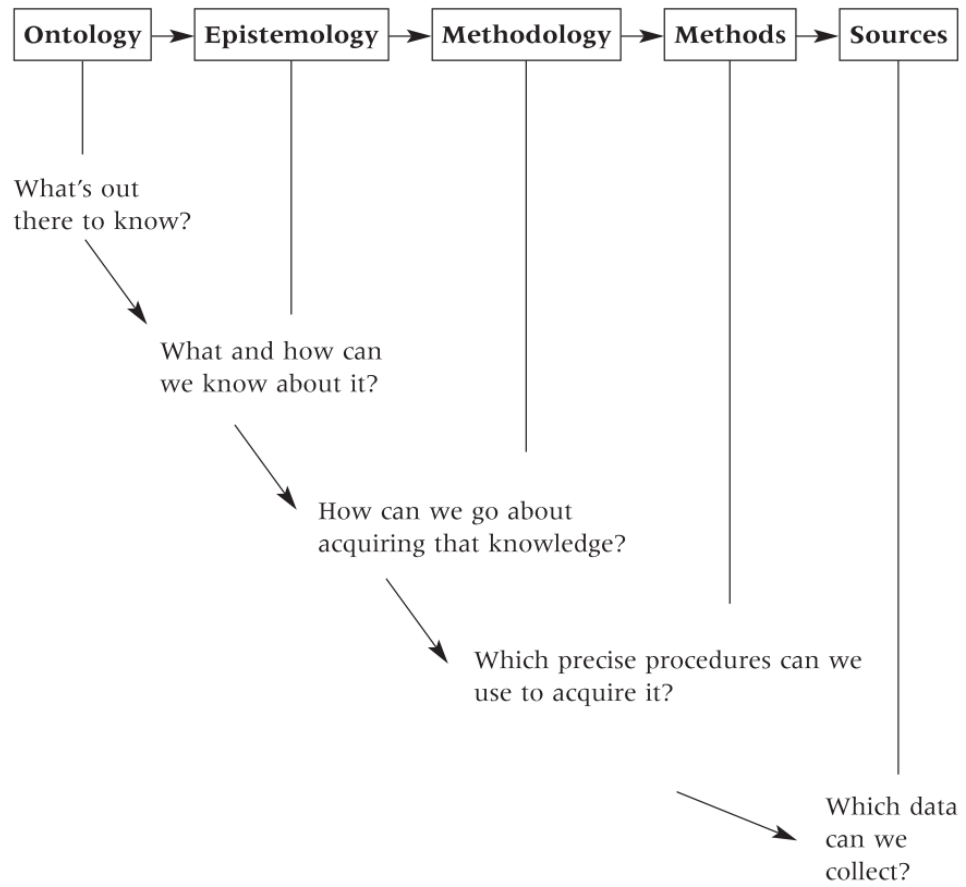 Ontology
Epistemology
Methodology
Methods
Sources
What’s out
there to know?
What and how can
we know about it?
How can we go about
acquiring that knowledge?
Which precise procedures can we
use to acquire it?
Which data
can we
collect?